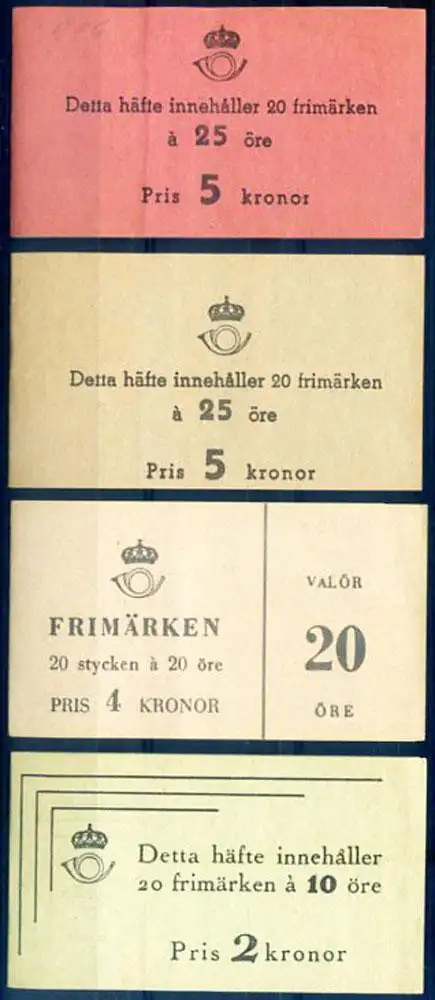 Detta häfte innehåller 20 frimärken
à 25 öre
Pris 5 kronor
Detta häfte innehåller 20 frimärken
à 25 öre
Pris 5 kronor
FRIMÄRKEN
20 stycken à 20 öre
PRIS 4 KRONOR
VALÖR
20
ÖRE
Detta häfte innehåller
20 frimärken à 10 öre
Pris 2 kronor